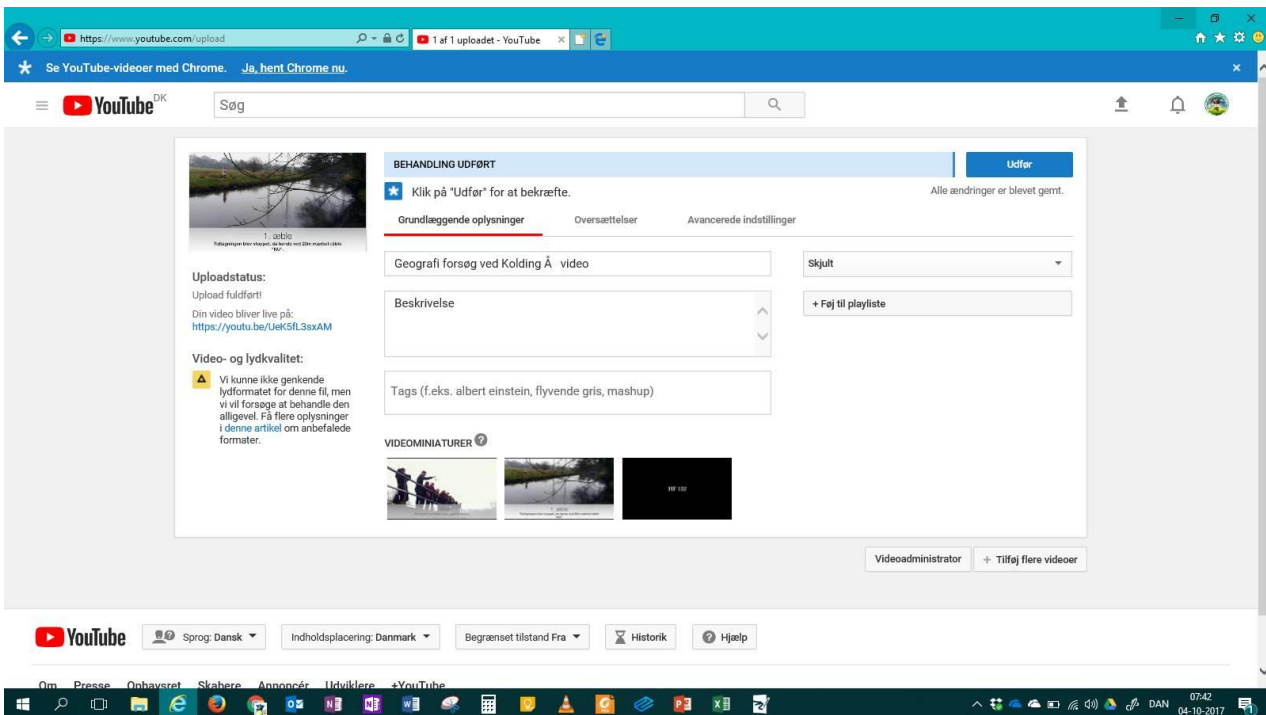 https://www.youtube.com/upload
1 af 1 uploadet - YouTube
Se YouTube-videoer med Chrome. Ja, hent Chrome nu.
YouTube DK
Søg
BEHANDLING UDFØRT
Udfør
Klik på "Udfør" for at bekræfte.
Alle ændringer er blevet gemt.
Grundlæggende oplysninger
Oversættelser
Avancerede indstillinger
1. æble
Uploadstatus:
Upload fuldført!
Din video bliver live på:
https://youtu.be/UeK5fL3sxAM
Video- og lydkvalitet:
Vi kunne ikke genkende
lydformatet for denne fil, men
vi vil forsøge at behandle den
alligevel. Få flere oplysninger
i denne artikel om anbefalede
formater.
Geografi forsøg ved Kolding Å video
Beskrivelse
Tags (f.eks. albert einstein, flyvende gris, mashup)
VIDEOMINIATURER
Skjult
+ Føj til playliste
Videoadministrator
+ Tilføj flere videoer
YouTube
Sprog: Dansk
Indholdsplacering: Danmark
Begrænset tilstand Fra
Historik
Hjælp
Om Presse Ophavsret Skabere Annoncér Udviklere +YouTube
DAN
07:42
04-10-2017